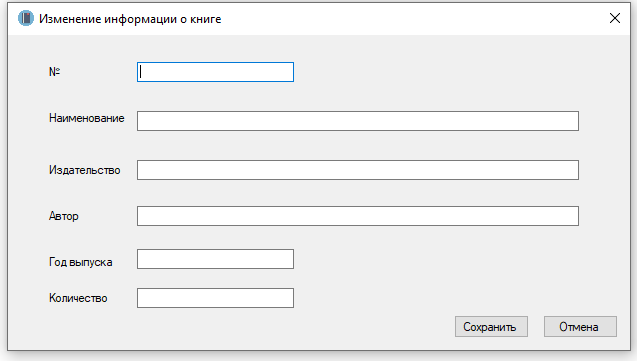 Изменение информации о книге
№
Наименование
Издательство
Автор
Год выпуска
Количество
Сохранить Отмена